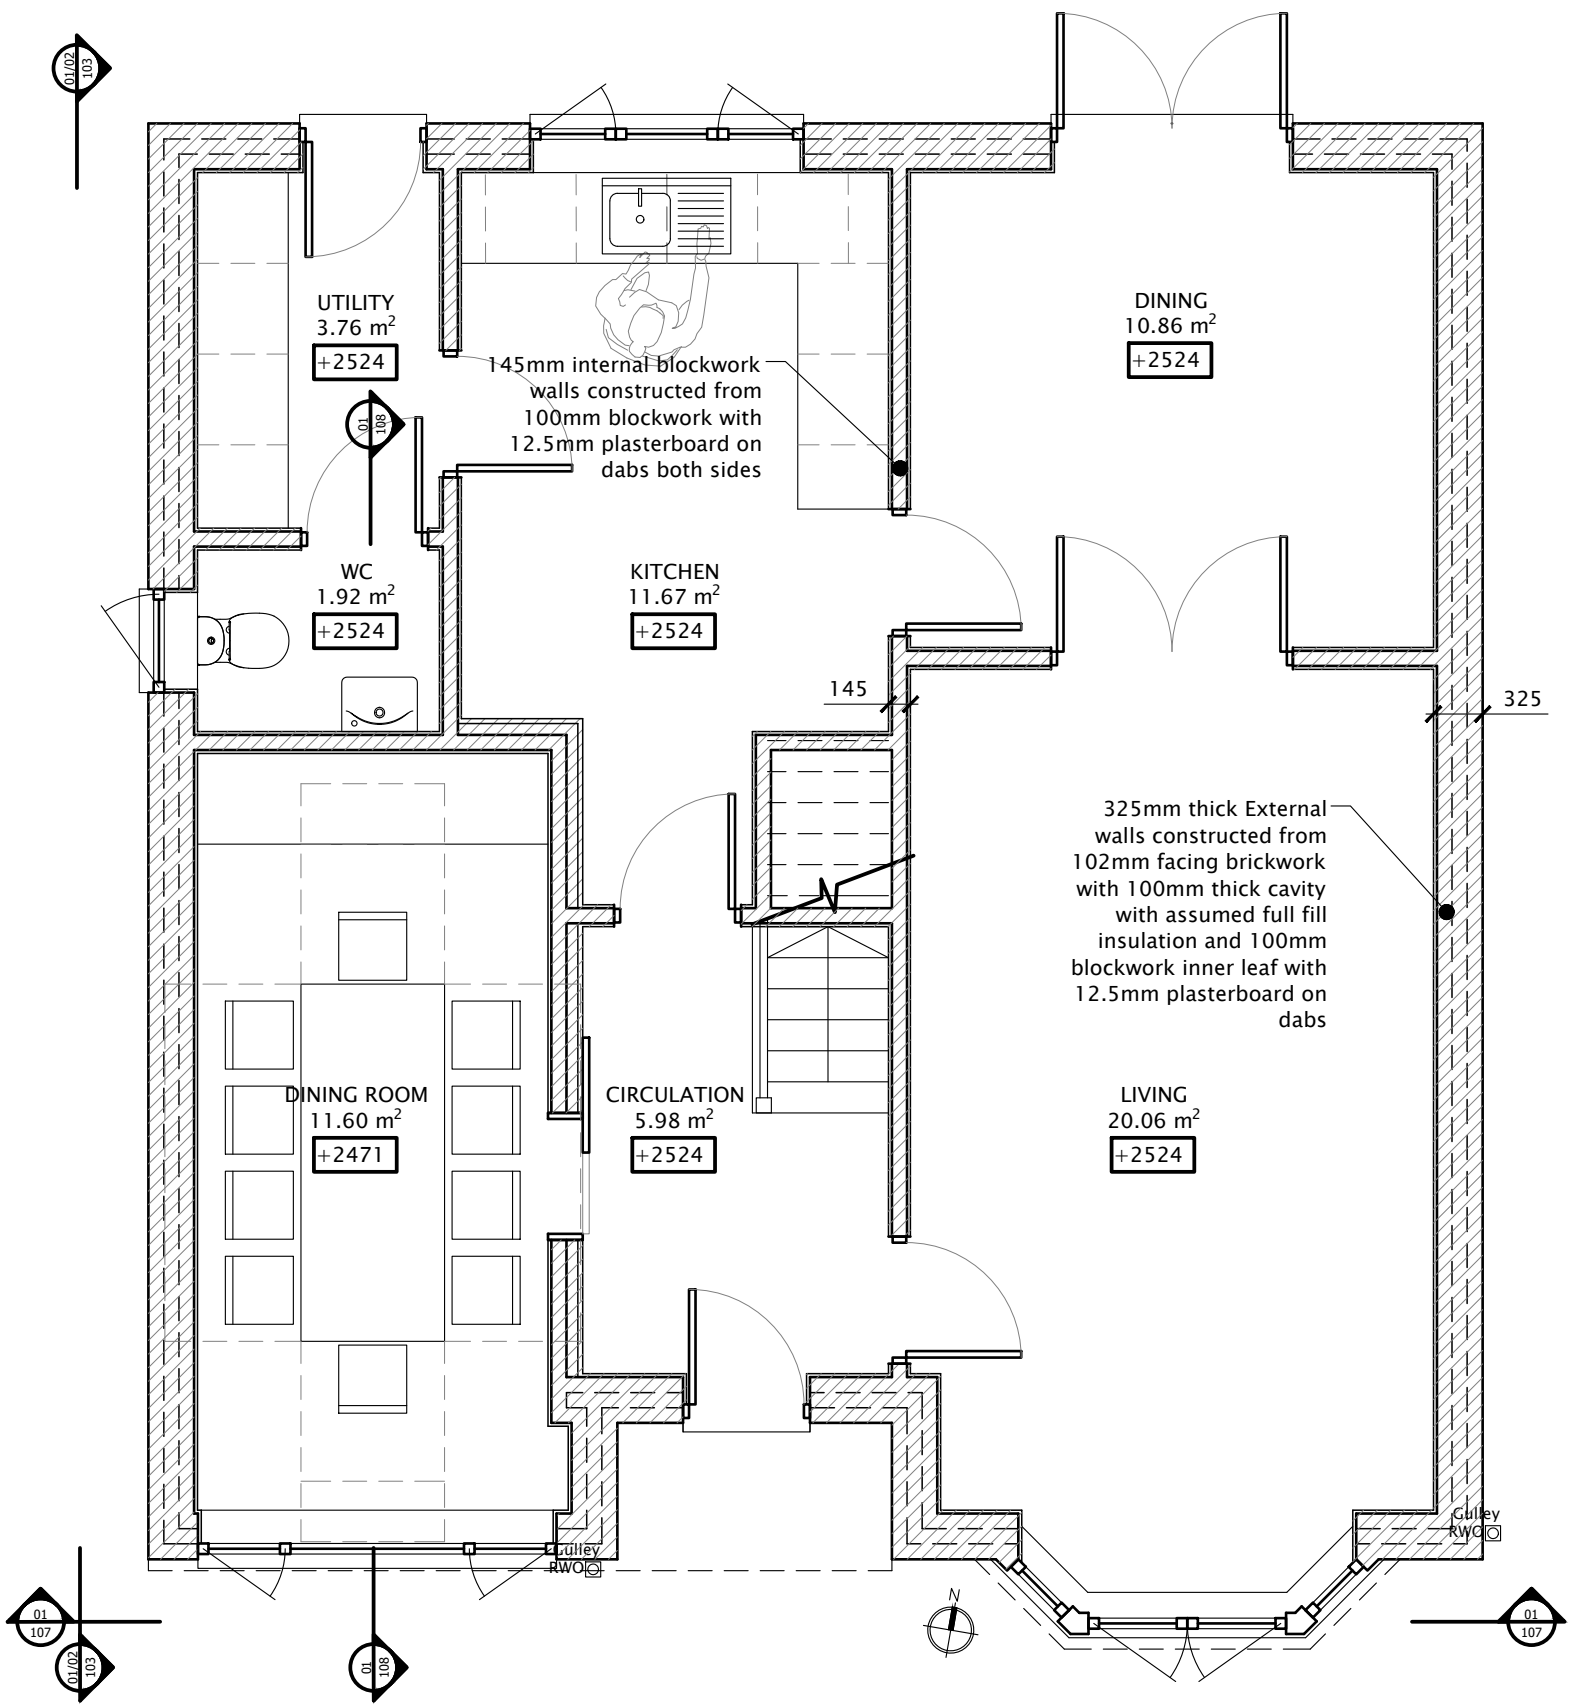 01/02
103
UTILITY
3.76 m²
+2524
DINING
10.86 m²
+2524
145mm internal blockwork
walls constructed from
100mm blockwork with
12.5mm plasterboard on
dabs both sides
01
108
WC
1.92 m²
+2524
KITCHEN
11.67 m²
+2524
145
325
325mm thick External
walls constructed from
102mm facing brickwork
with 100mm thick cavity
with assumed full fill
insulation and 100mm
blockwork inner leaf with
12.5mm plasterboard on
dabs
DINING ROOM
11.60 m²
+2471
CIRCULATION
5.98 m²
+2524
LIVING
20.06 m²
+2524
Gulley
RWO
Gulley
RWO
N
01
107
01/02
103
01
108
01
107